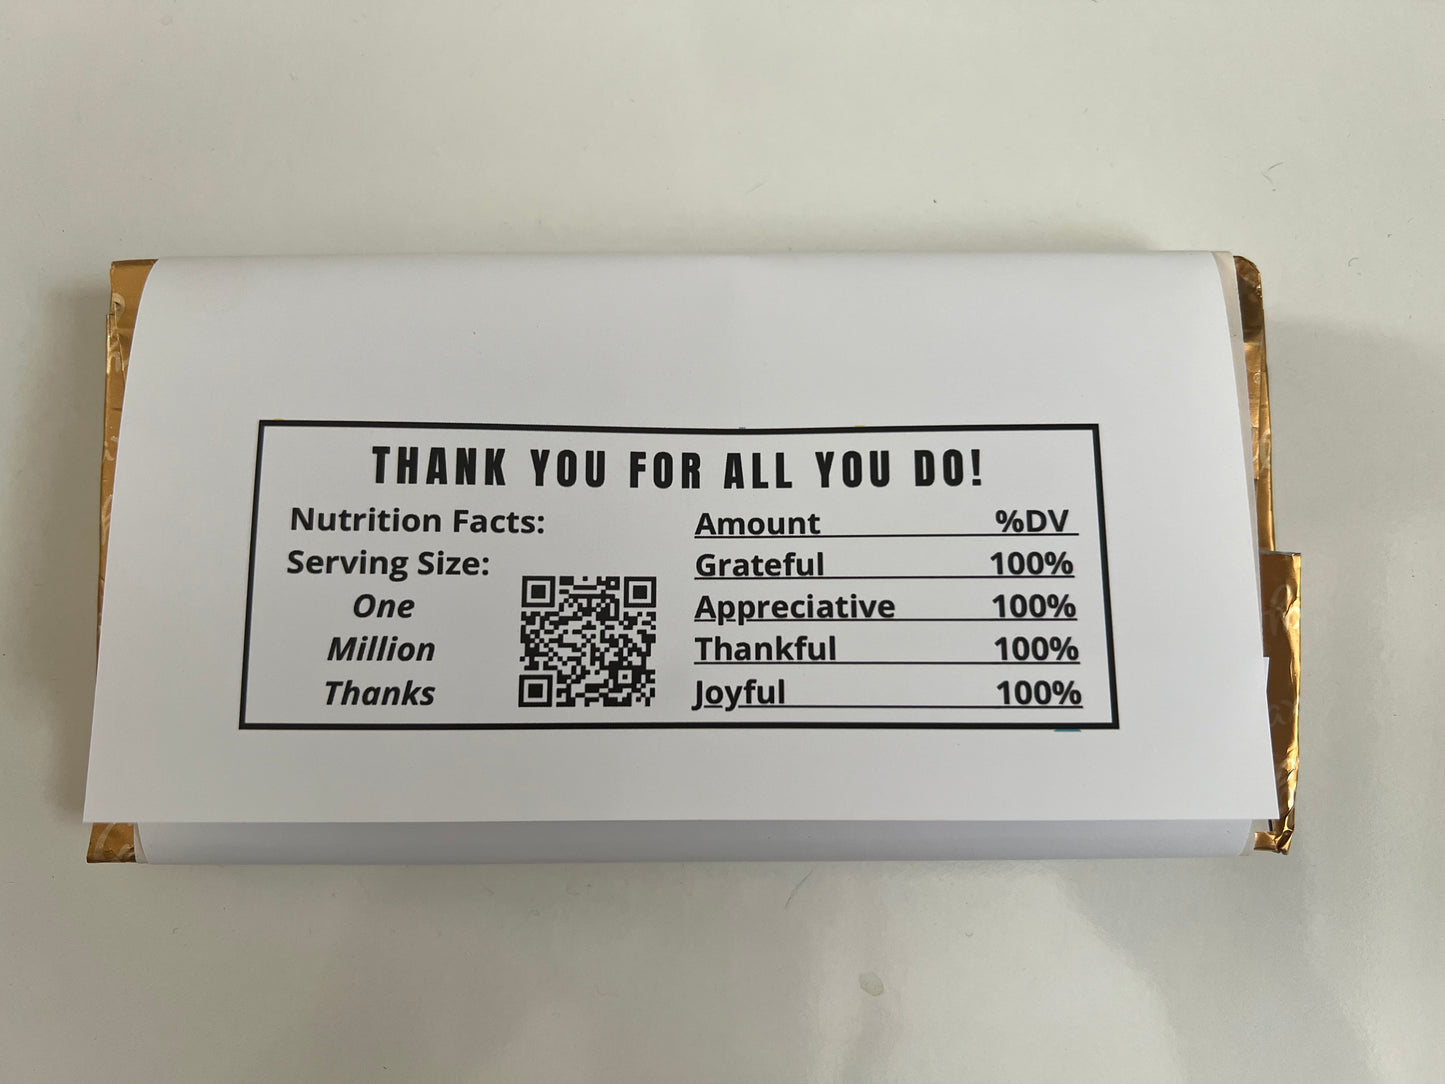 THANK YOU FOR ALL YOU DO!
Nutrition Facts:
Serving Size:
One
Million
Thanks
Amount %DV
Grateful 100%
Appreciative 100%
Thankful 100%
Joyful 100%